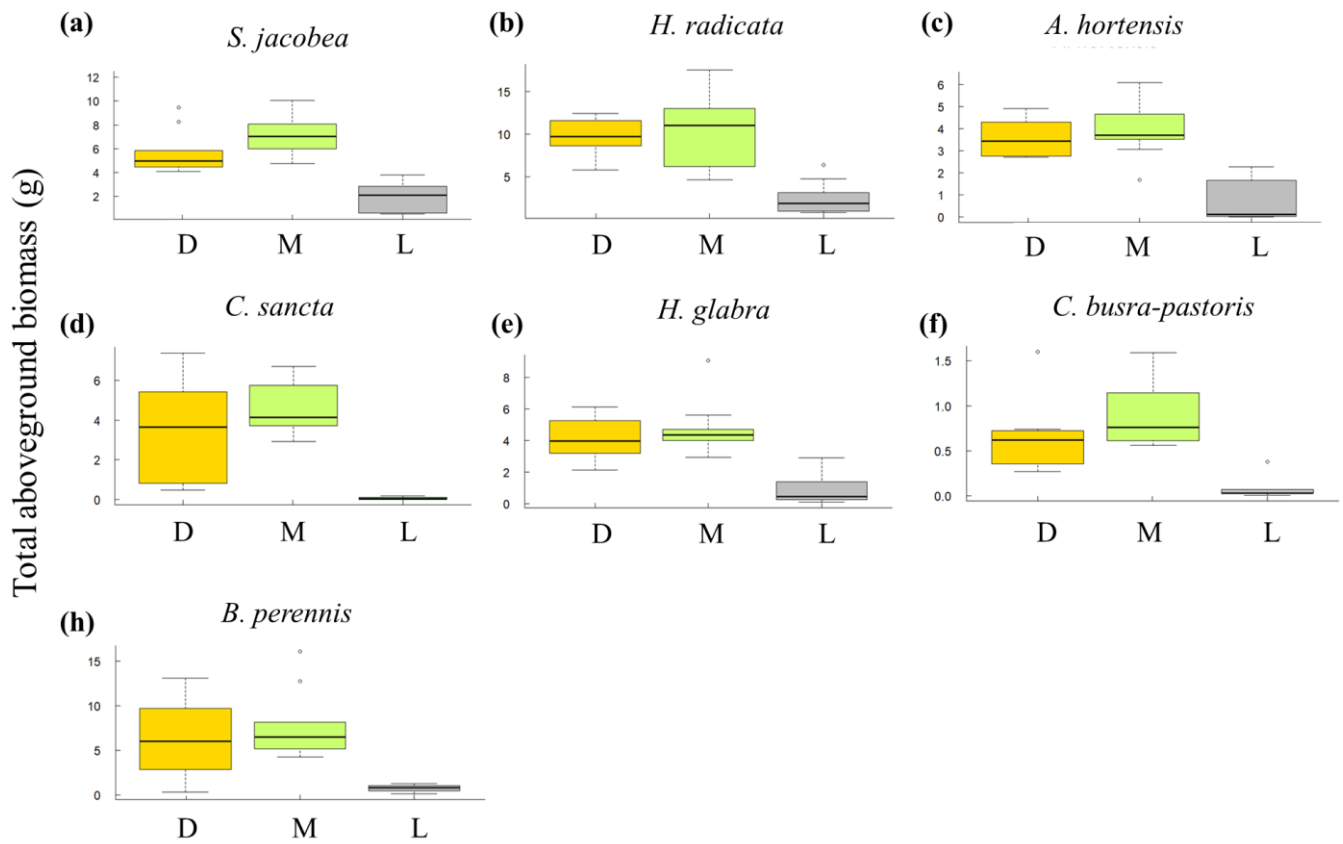 (a)
S. jacobea
12
10
8
6
4
2
D M L
(b)
H. radicata
15
10
5
D M L
(c)
A. hortensis
6
5
4
3
2
1
0
D M L
Total aboveground biomass (g)
(d)
C. sancta
6
4
2
0
D M L
(e)
H. glabra
8
6
4
2
0
D M L
(f)
C. busra-pastoris
1.5
1.0
0.5
0.0
D M L
(h)
B. perennis
15
10
5
0
D M L